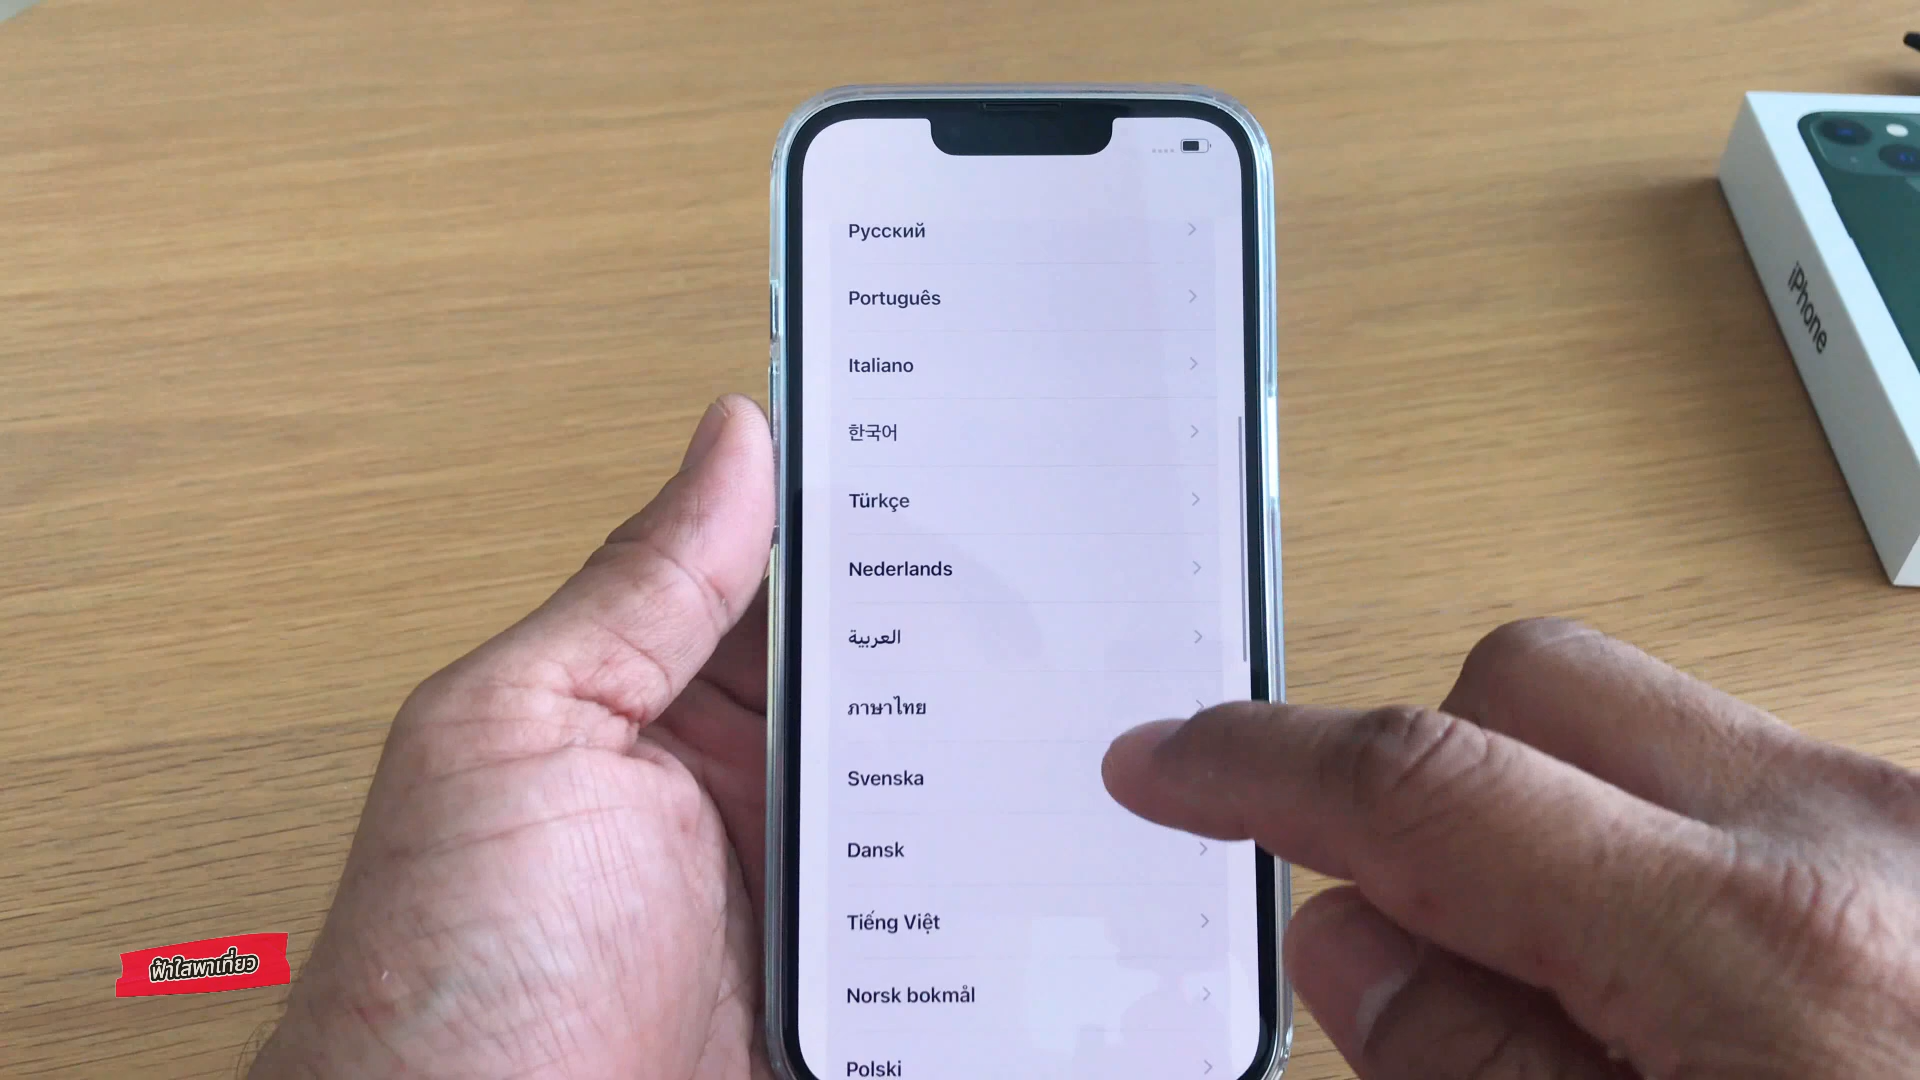 Русский
Português
Italiano
한국어
Türkçe
Nederlands
العربية
ภาษาไทย
Svenska
Dansk
Tiếng Việt
Norsk bokmål
Polski
iPhone
ฟ้าใสพาเที่ยว